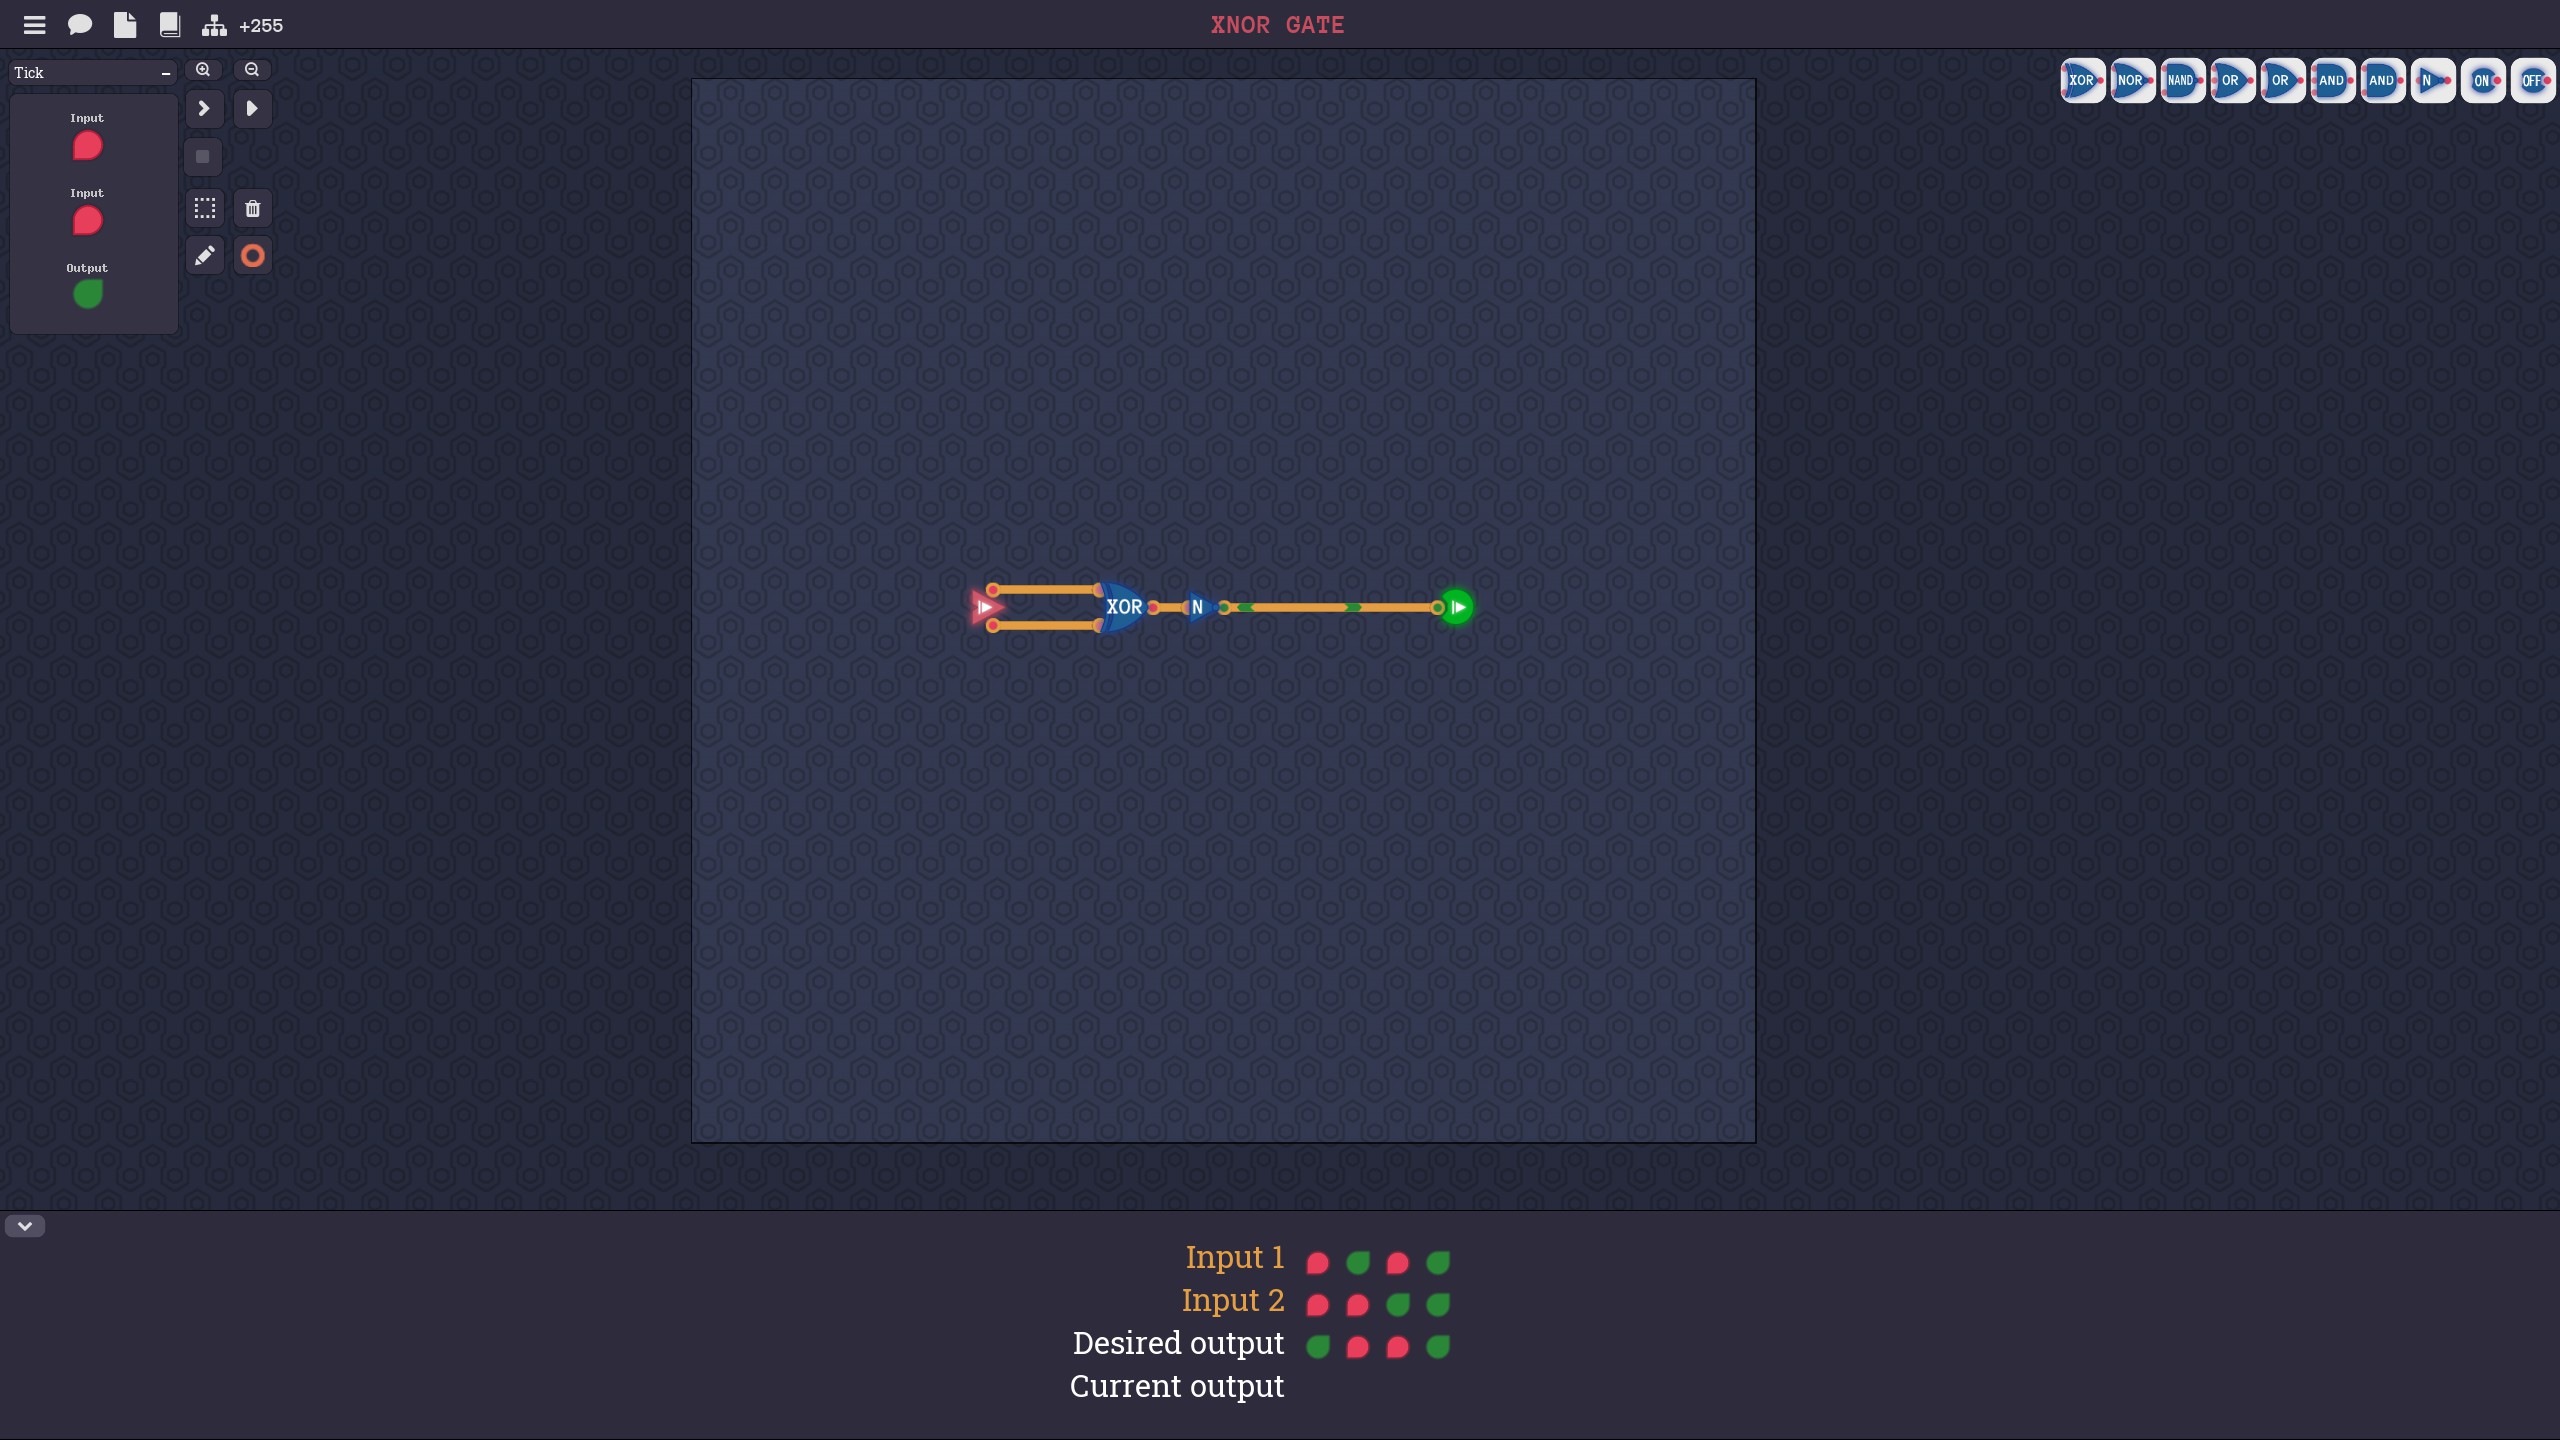 +255
XNOR GATE
Tick
Input
Input
Output
XOR
NOR
NAND
OR
OR
AND
AND
N
ON
OFF
XOR
N
Input 1
Input 2
Desired output
Current output